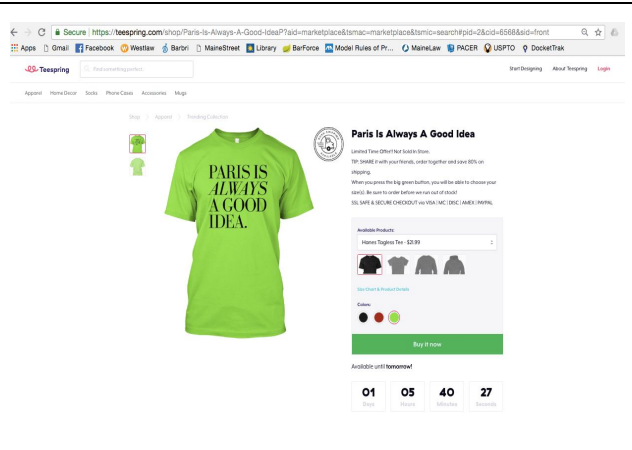 Secure | https://teespring.com/shop/Paris-Is-Always-A-Good-IdeaP?aid=marketplace&tsmac=marketplace&tsmic=search#pid=2&cid=6568&sid=front
Apps Gmail Facebook Westlaw Barbri MaineStreet Library BarForce Model Rules of Pr... MaineLaw PACER USPTO DocketTrak
Teespring Find something perfect Start Designing About Teespring Login
Apparel Home Decor Socks Phone Cases Accessories Mugs
Shop Apparel Trending Collection
PARIS IS
ALWAYS
A GOOD
IDEA.
Paris Is Always A Good Idea
Limited Time Offer! Not Sold In Store.
TIP: SHARE it with your friends, order together and save 80% on
shipping.
When you press the big green button, you will be able to choose your
size(s). Be sure to order before we run out of stock!
SSL SAFE & SECURE CHECKOUT via VISA | MC | DISC | AMEX | PAYPAL
Available Products:
Hanes Tagless Tee - $21.99
Size Chart & Product Details
Colors:
Buy it now
Available until tomorrow!
01 05 40 27
Days Hours Minutes Seconds